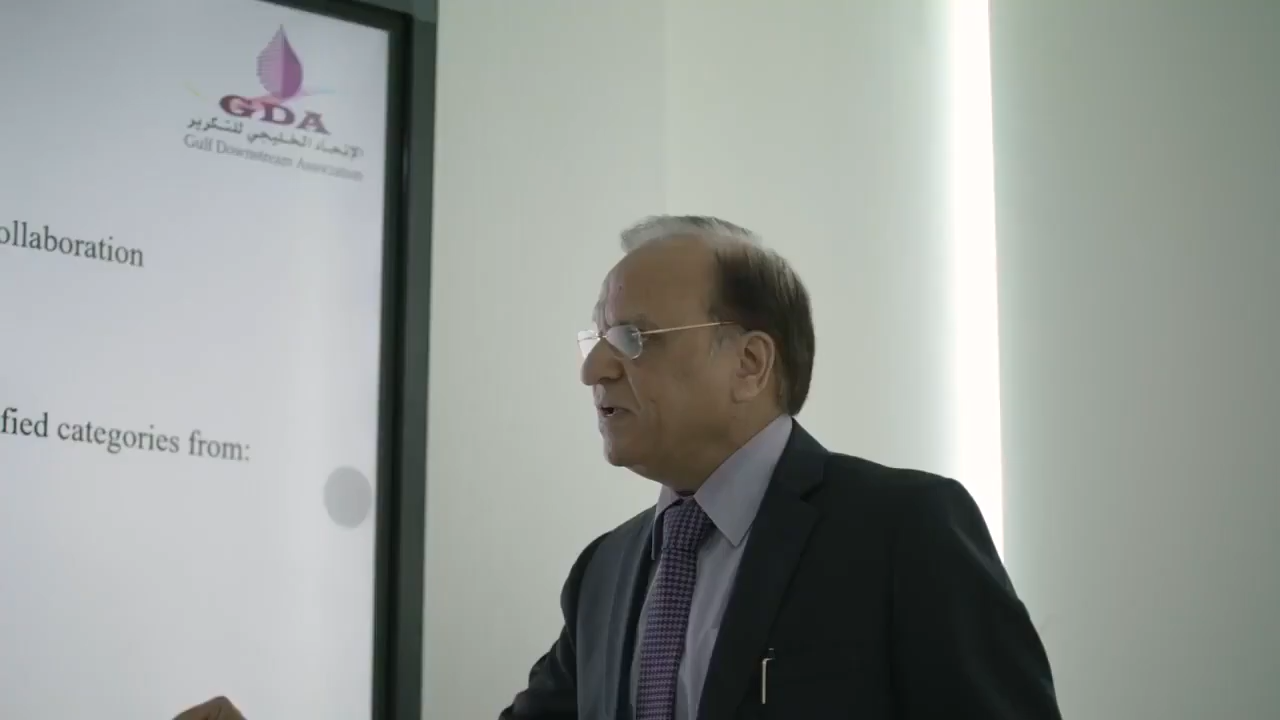 GDA
الإتحاد الخليجي للتكرير
Gulf Downstream Association
ollaboration
fied categories from: